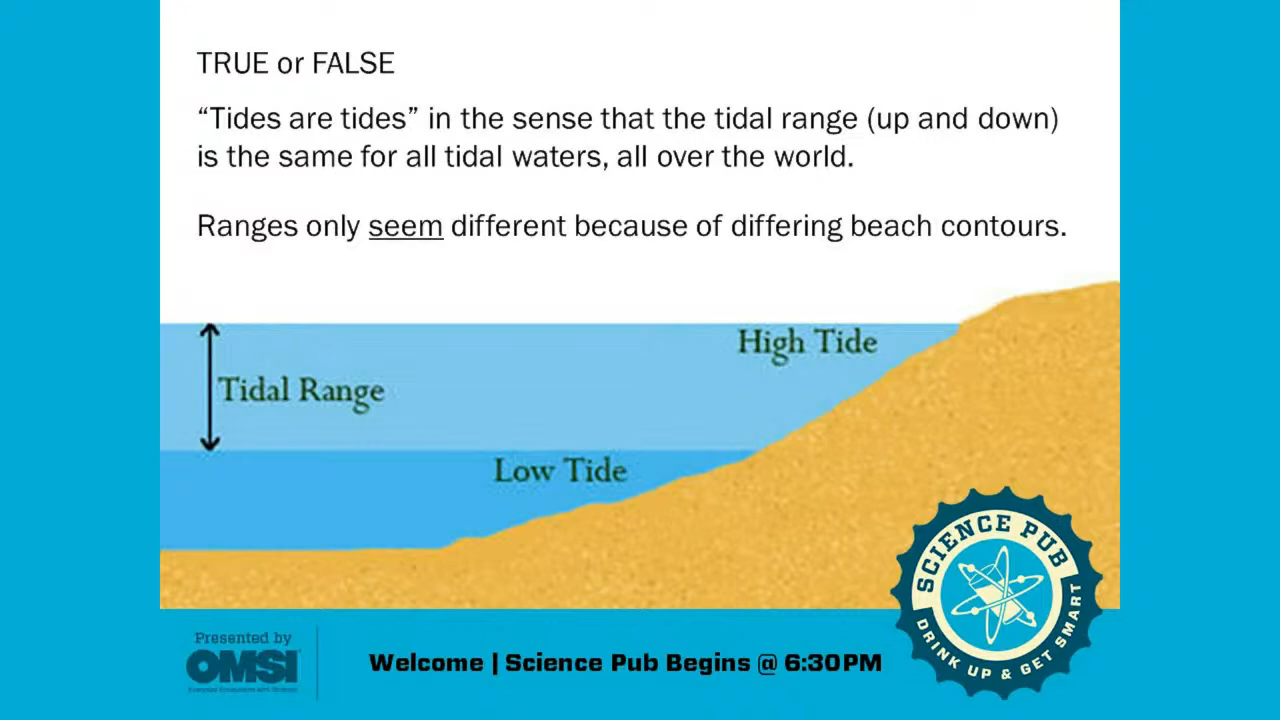 TRUE or FALSE
“Tides are tides” in the sense that the tidal range (up and down)
is the same for all tidal waters, all over the world.
Ranges only seem different because of differing beach contours.
High Tide
Tidal Range
Low Tide
SCIENCE PUB
DRINK UP & GET SMART
Presented by
OMSI
Welcome | Science Pub Begins @ 6:30PM